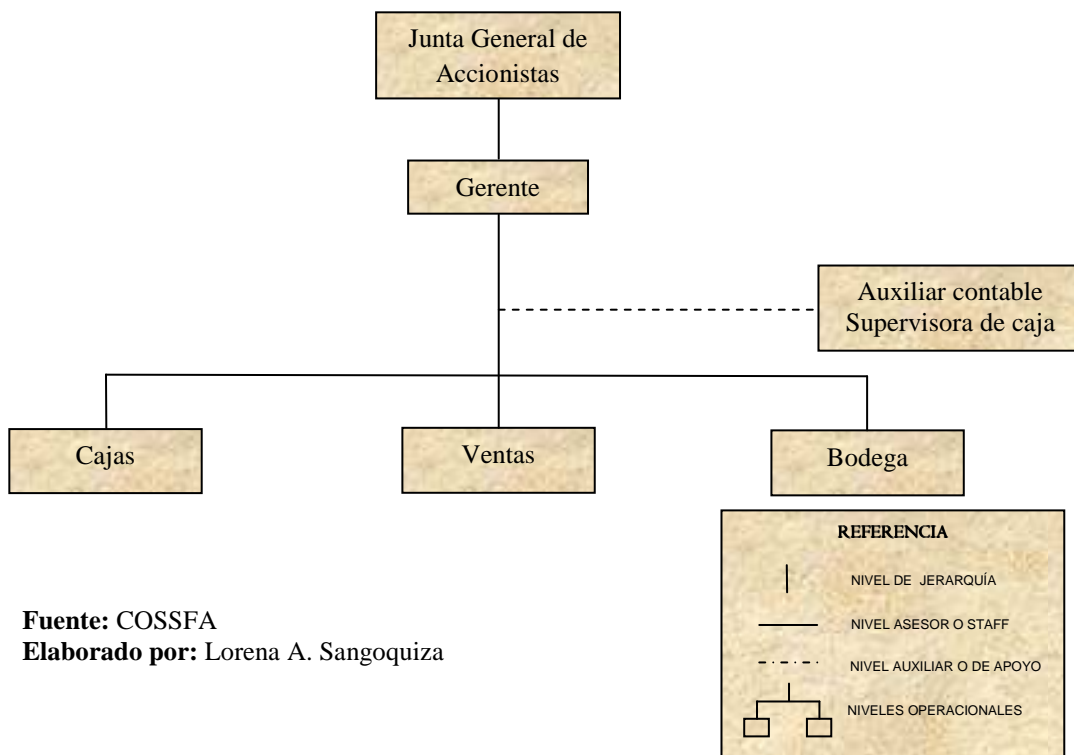 Junta General de
Accionistas
Gerente
Auxiliar contable
Supervisora de caja
Cajas
Ventas
Bodega
REFERENCIA
NIVEL DE JERARQUÍA
NIVEL ASESOR O STAFF
NIVEL AUXILIAR O DE APOYO
NIVELES OPERACIONALES
Fuente: COSSFA
Elaborado por: Lorena A. Sangoquiza